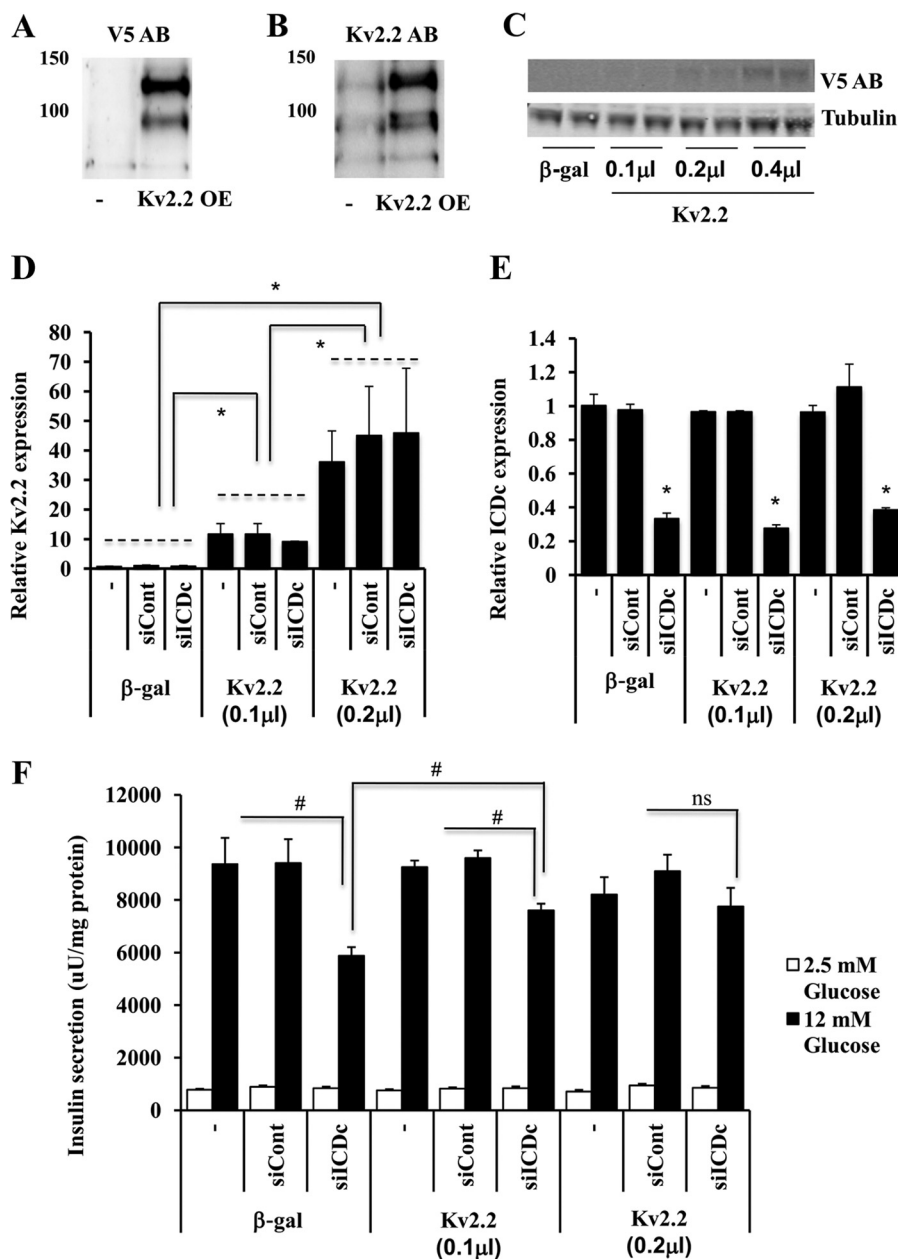 A
V5 AB
150
100
- Kv2.2 OE
B
Kv2.2 AB
150
100
- Kv2.2 OE
C
V5 AB
Tubulin
β-gal 0.1µl 0.2µl 0.4µl
Kv2.2
D
Relative Kv2.2 expression
80
70
60
50
40
30
20
10
0
*
*
*
- siCont siICDc - siCont siICDc - siCont siICDc
β-gal Kv2.2 Kv2.2
(0.1µl) (0.2µl)
E
Relative ICDc expression
1.4
1.2
1
0.8
0.6
0.4
0.2
0
* * *
- siCont siICDc - siCont siICDc - siCont siICDc
β-gal Kv2.2 Kv2.2
(0.1µl) (0.2µl)
F
Insulin secretion (uU/mg protein)
12000
10000
8000
6000
4000
2000
0
#
# # ns
2.5 mM
Glucose
12 mM
Glucose
- siCont siICDc - siCont siICDc - siCont siICDc
β-gal Kv2.2 Kv2.2
(0.1µl) (0.2µl)